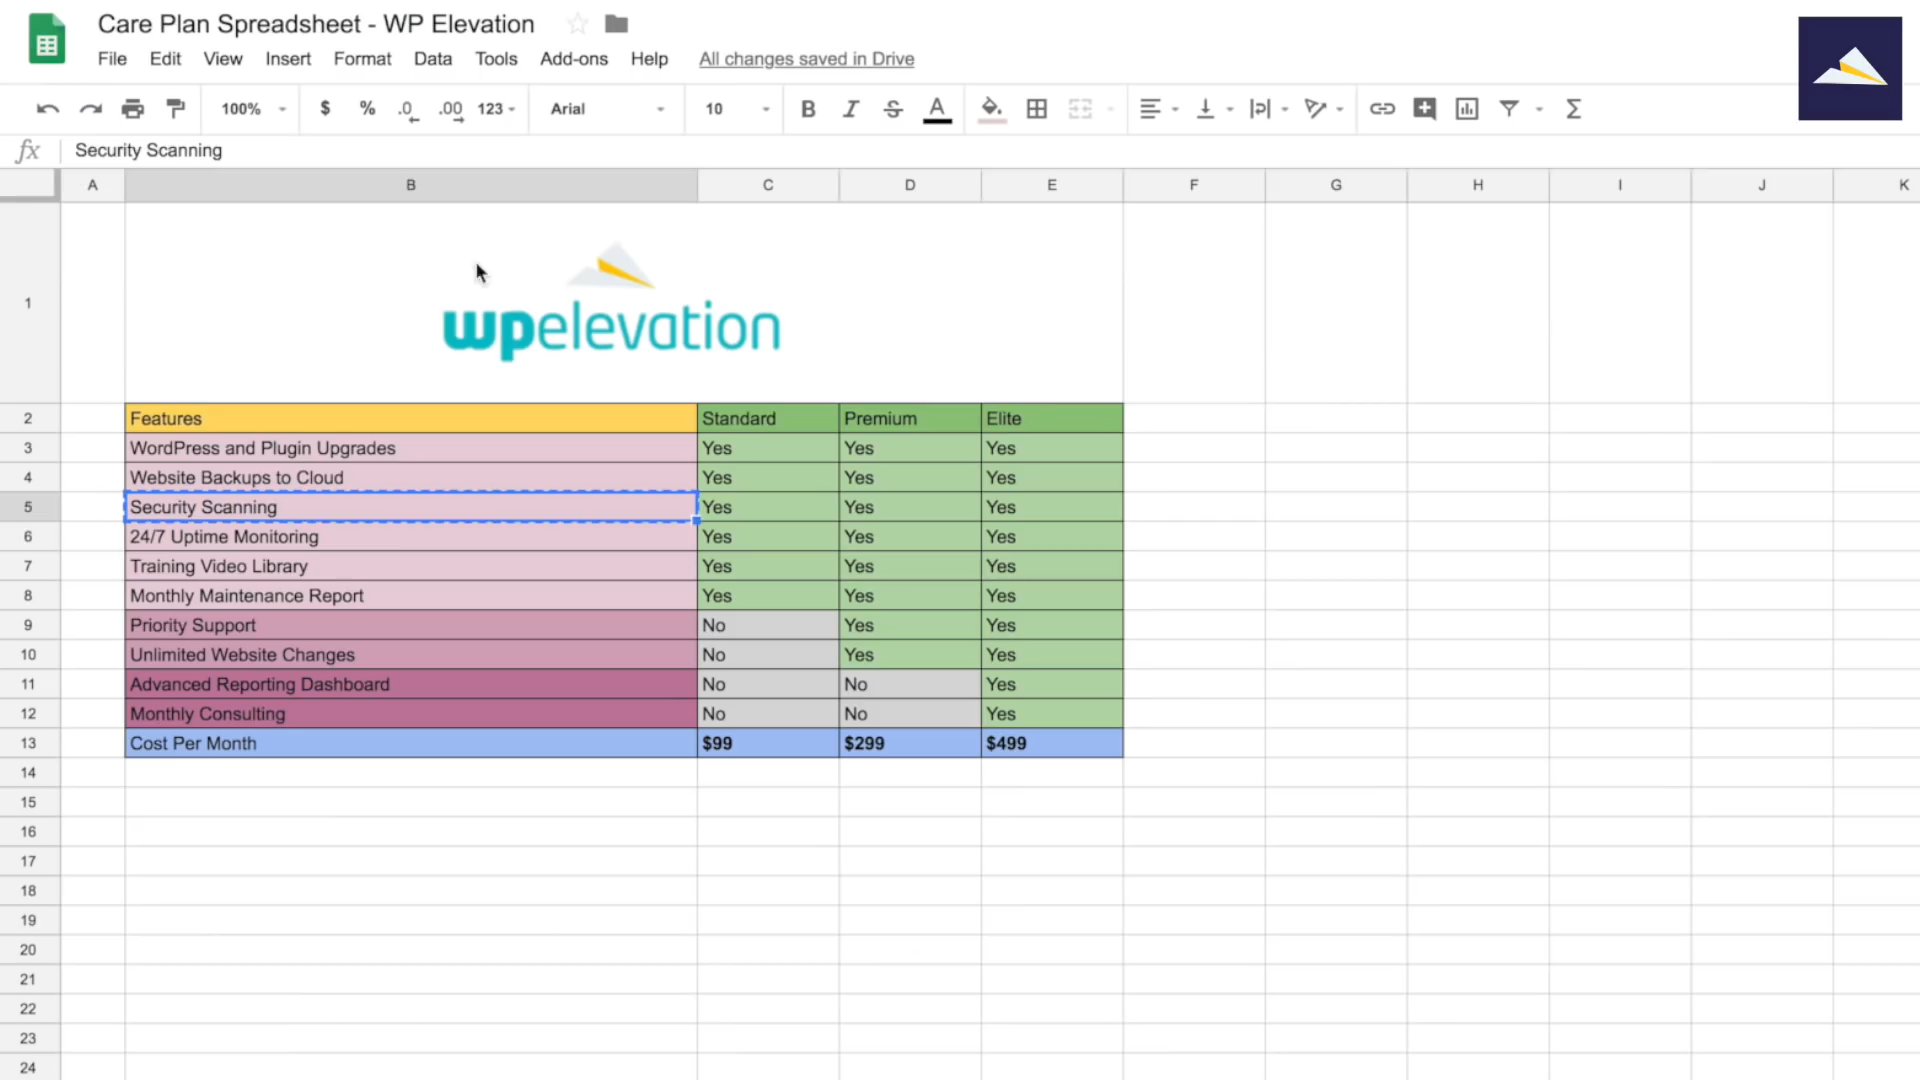 Care Plan Spreadsheet - WP Elevation
File Edit View Insert Format Data Tools Add-ons Help All changes saved in Drive
100% $ % .0 .00 123 Arial 10 B I S A Σ
fx Security Scanning
A B C D E F G H I J K
1
wpelevation
2 Features Standard Premium Elite
3 WordPress and Plugin Upgrades Yes Yes Yes
4 Website Backups to Cloud Yes Yes Yes
5 Security Scanning Yes Yes Yes
6 24/7 Uptime Monitoring Yes Yes Yes
7 Training Video Library Yes Yes Yes
8 Monthly Maintenance Report Yes Yes Yes
9 Priority Support No Yes Yes
10 Unlimited Website Changes No Yes Yes
11 Advanced Reporting Dashboard No No Yes
12 Monthly Consulting No No Yes
13 Cost Per Month $99 $299 $499
14
15
16
17
18
19
20
21
22
23
24